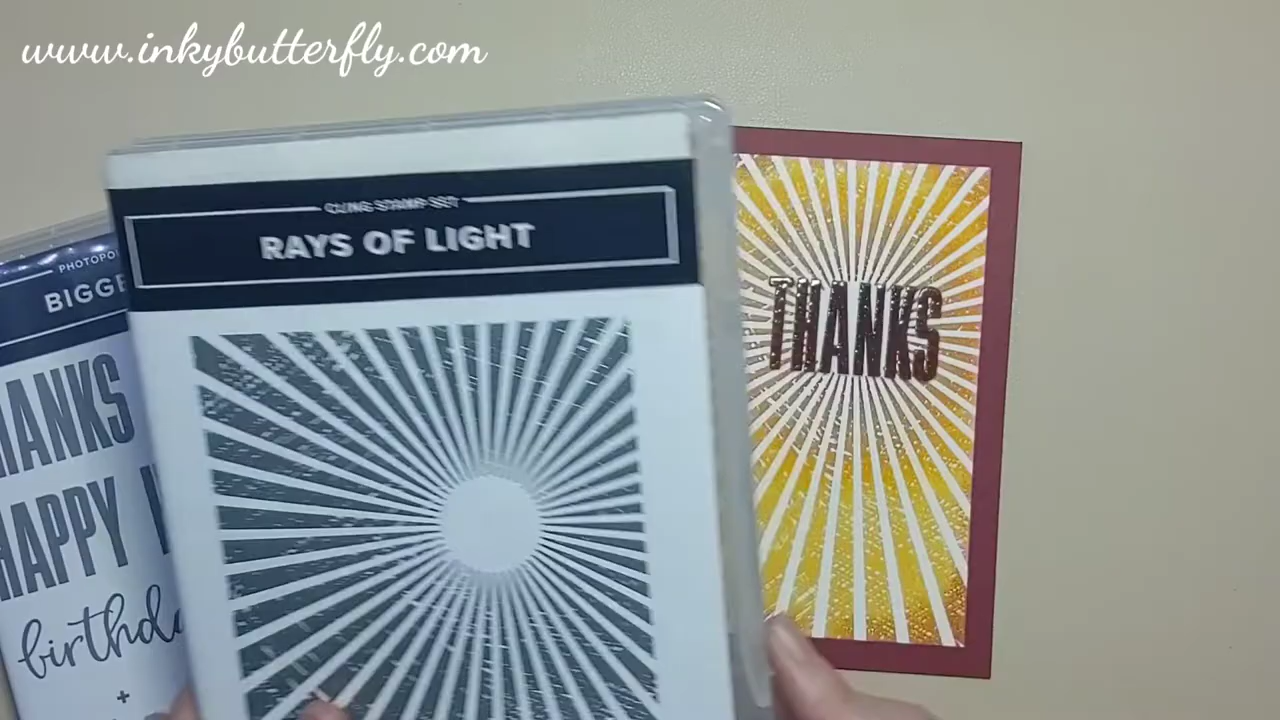 www.inkybutterfly.com
CLING STAMP SET
RAYS OF LIGHT
THANKS
BIGGE
HANKS
HAPPY
birthda
+